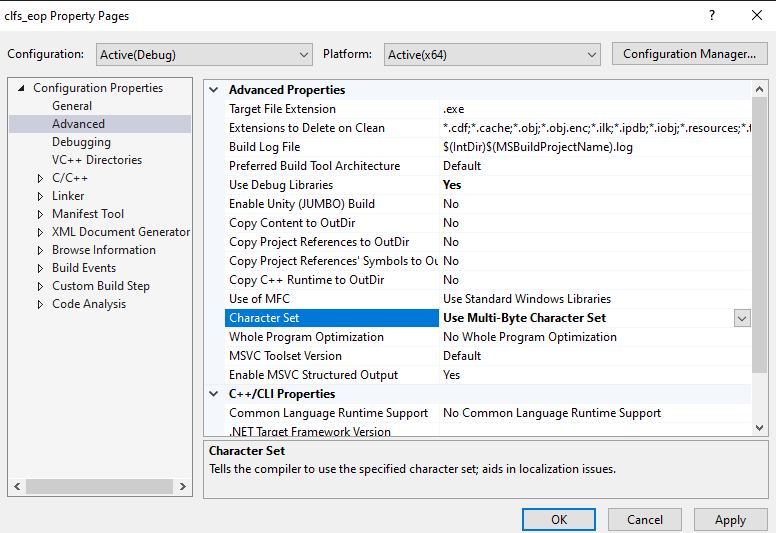 clfs_eop Property Pages ? ✕
Configuration: Active(Debug) Platform: Active(x64) Configuration Manager...
Configuration Properties
General
Advanced
Debugging
VC++ Directories
C/C++
Linker
Manifest Tool
XML Document Generator
Browse Information
Build Events
Custom Build Step
Code Analysis
Advanced Properties
Target File Extension .exe
Extensions to Delete on Clean *.cdf;*.cache;*.obj;*.obj.enc;*.ilk;*.ipdb;*.iobj;*.resources;*.t
Build Log File $(IntDir)$(MSBuildProjectName).log
Preferred Build Tool Architecture Default
Use Debug Libraries Yes
Enable Unity (JUMBO) Build No
Copy Content to OutDir No
Copy Project References to OutDir No
Copy Project References' Symbols to Ou No
Copy C++ Runtime to OutDir No
Use of MFC Use Standard Windows Libraries
Character Set Use Multi-Byte Character Set
Whole Program Optimization No Whole Program Optimization
MSVC Toolset Version Default
Enable MSVC Structured Output Yes
C++/CLI Properties
Common Language Runtime Support No Common Language Runtime Support
.NET Target Framework Version
Character Set
Tells the compiler to use the specified character set; aids in localization issues.
OK Cancel Apply